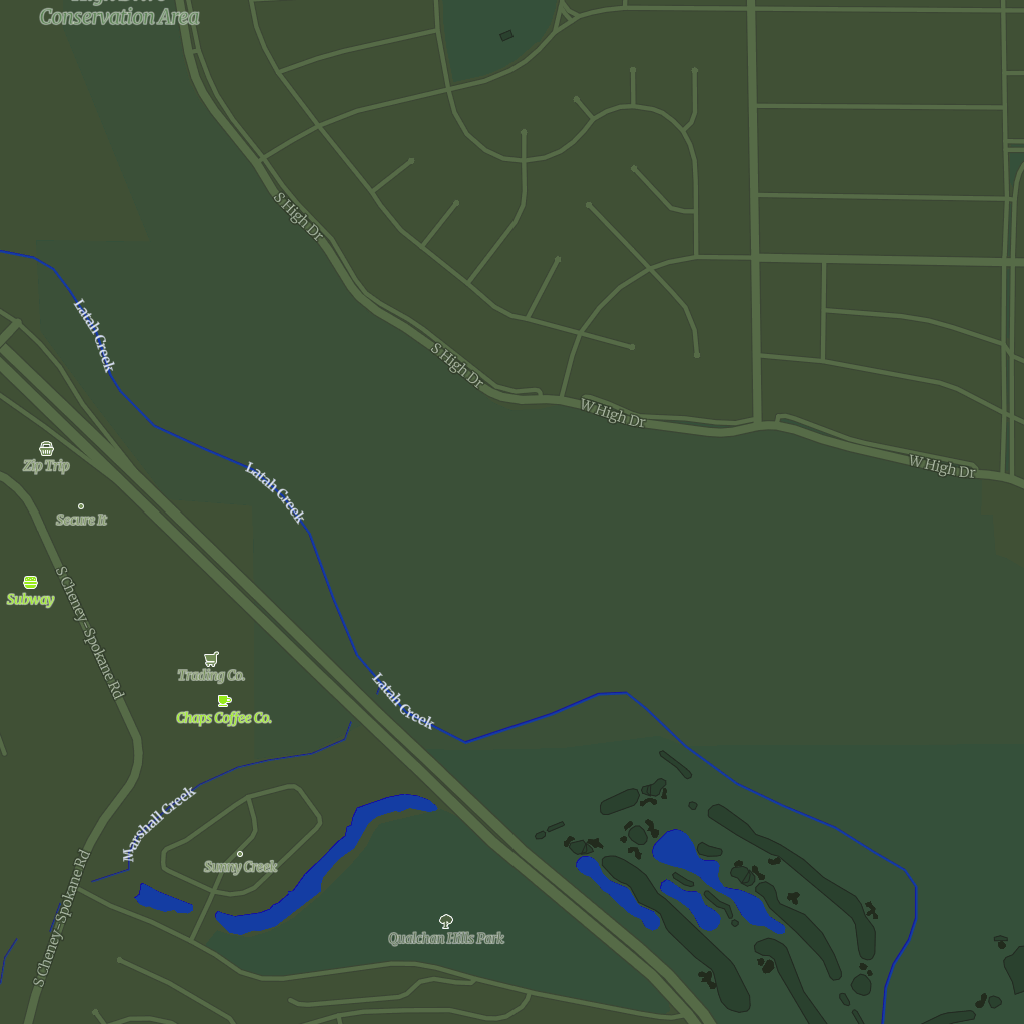 Conservation Area
S High Dr
Latah Creek
S High Dr
W High Dr
W High Dr
Zip Trip
Latah Creek
Secure It
Subway
S Cheney-Spokane Rd
Trading Co.
Latah Creek
Chaps Coffee Co.
Marshall Creek
Sunny Creek
S Cheney-Spokane Rd
Qualchan Hills Park